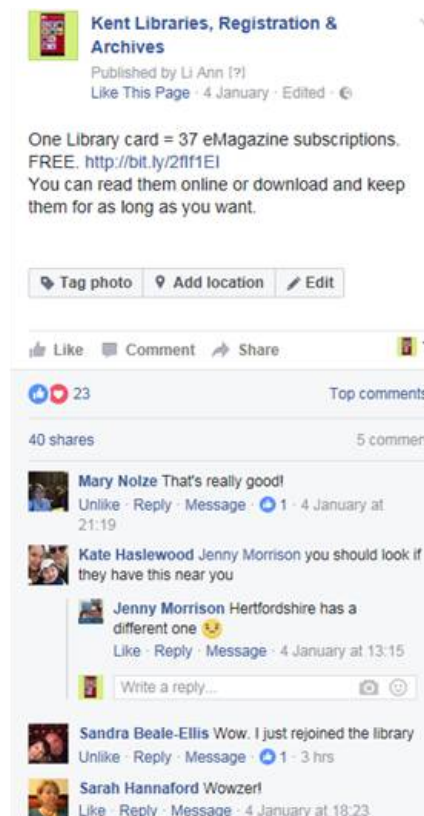 Kent Libraries, Registration &
Archives
Published by Li Ann [?]
Like This Page · 4 January · Edited ·
One Library card = 37 eMagazine subscriptions.
FREE. http://bit.ly/2flf1El
You can read them online or download and keep
them for as long as you want.
Tag photo Add location Edit
Like Comment Share
23 Top comments
40 shares 5 commen
Mary Nolze That's really good!
Unlike · Reply · Message · 1 · 4 January at
21:19
Kate Haslewood Jenny Morrison you should look if
they have this near you
Jenny Morrison Hertfordshire has a
different one
Like · Reply · Message · 4 January at 13:15
Write a reply...
Sandra Beale-Ellis Wow. I just rejoined the library
Unlike · Reply · Message · 1 · 3 hrs
Sarah Hannaford Wowzer!
Like · Reply · Message · 4 January at 18:23